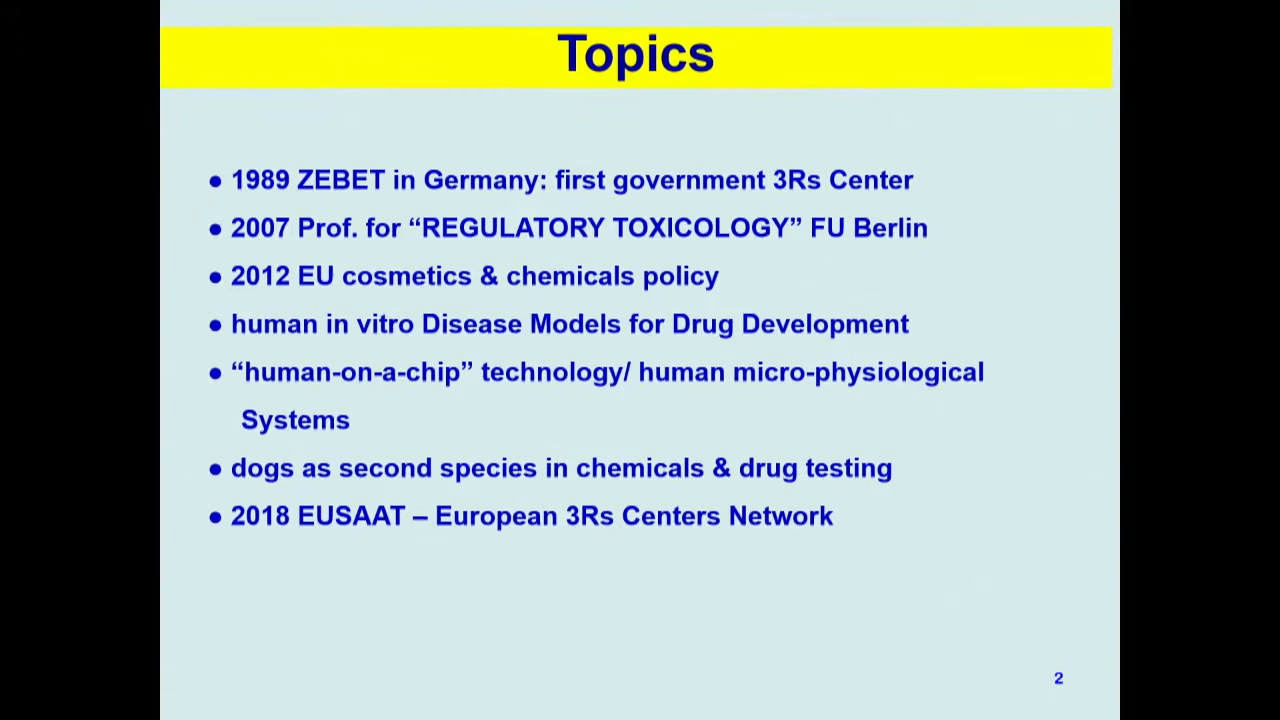 Topics
● 1989 ZEBET in Germany: first government 3Rs Center
● 2007 Prof. for “REGULATORY TOXICOLOGY” FU Berlin
● 2012 EU cosmetics & chemicals policy
● human in vitro Disease Models for Drug Development
● “human-on-a-chip” technology/ human micro-physiological
Systems
● dogs as second species in chemicals & drug testing
● 2018 EUSAAT – European 3Rs Centers Network
2